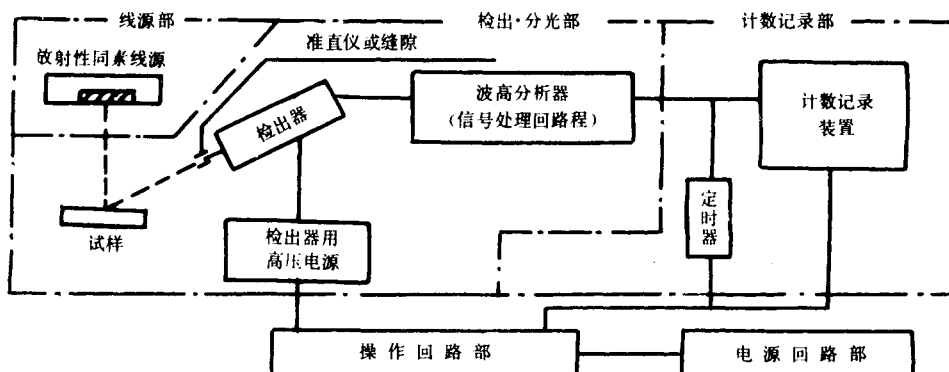 线源部
检出·分光部
计数记录部
准直仪或缝隙
放射性同素线源
检出器
波高分析器
(信号处理回路程)
计数记录
装置
定时器
试样
检出器用
高压电源
操作回路部
电源回路部